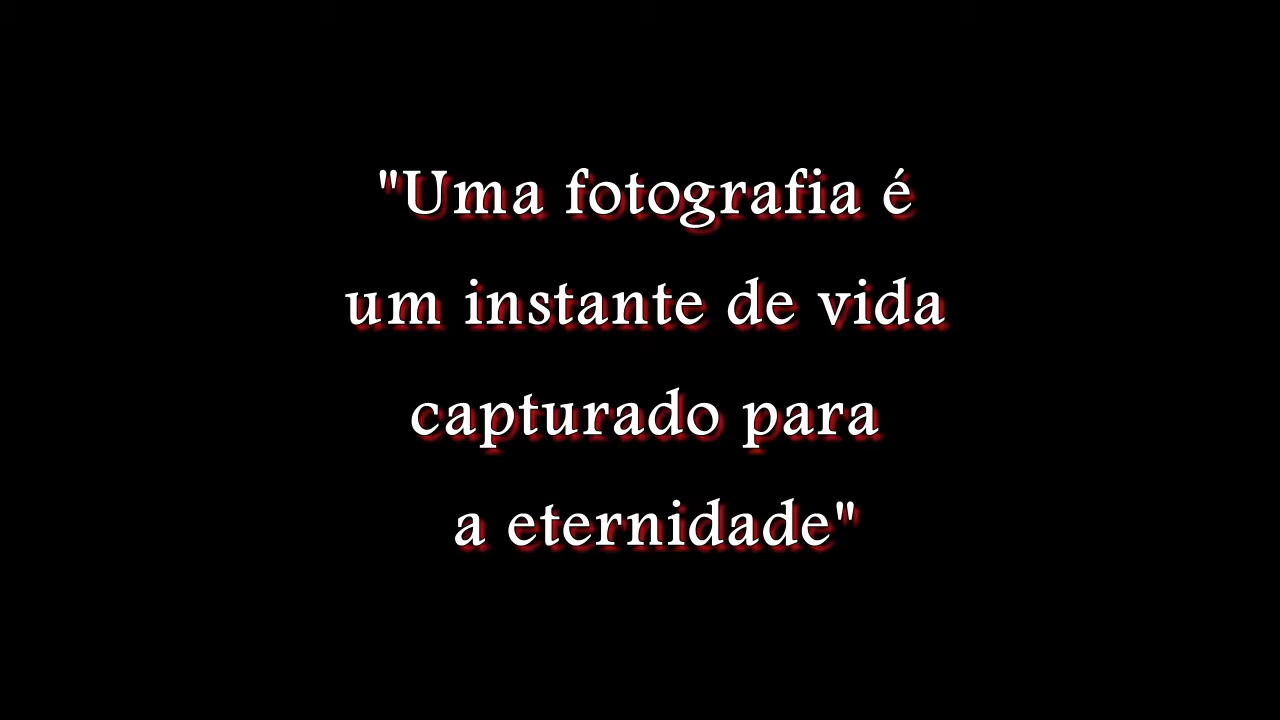 "Uma fotografia é
um instante de vida
capturado para
a eternidade"